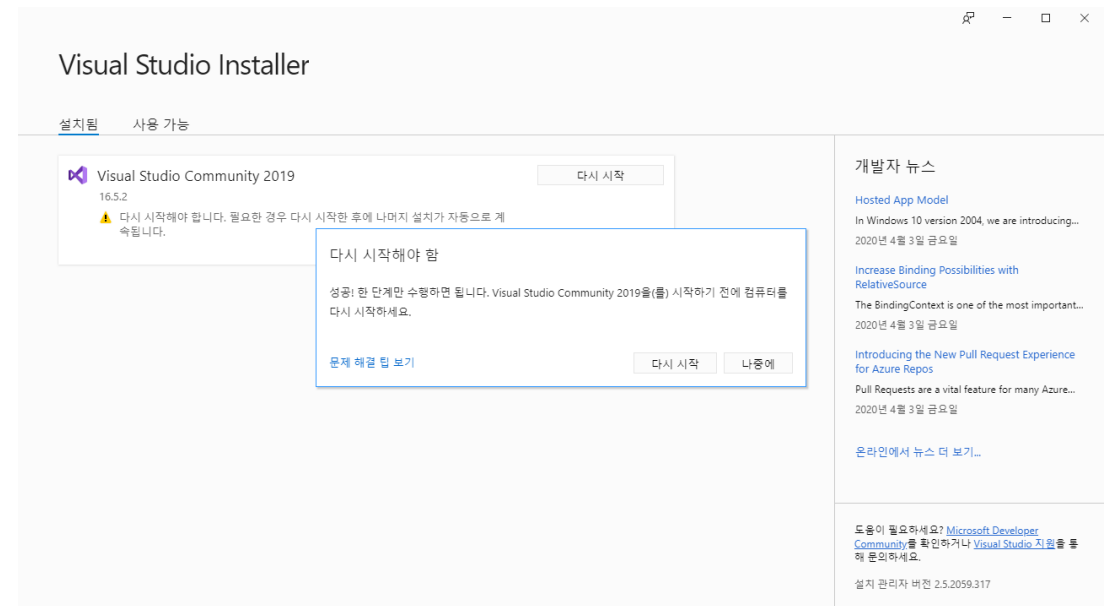 Visual Studio Installer
설치됨 사용 가능
Visual Studio Community 2019
다시 시작
16.5.2
다시 시작해야 합니다. 필요한 경우 다시 시작한 후에 나머지 설치가 자동으로 계
속됩니다.
다시 시작해야 함
성공! 한 단계만 수행하면 됩니다. Visual Studio Community 2019을(를) 시작하기 전에 컴퓨터를
다시 시작하세요.
문제 해결 팁 보기
다시 시작 나중에
개발자 뉴스
Hosted App Model
In Windows 10 version 2004, we are introducing...
2020년 4월 3일 금요일
Increase Binding Possibilities with
RelativeSource
The BindingContext is one of the most important...
2020년 4월 3일 금요일
Introducing the New Pull Request Experience
for Azure Repos
Pull Requests are a vital feature for many Azure...
2020년 4월 3일 금요일
온라인에서 뉴스 더 보기...
도움이 필요하세요? Microsoft Developer
Community를 확인하거나 Visual Studio 지원을 통
해 문의하세요.
설치 관리자 버전 2.5.2059.317